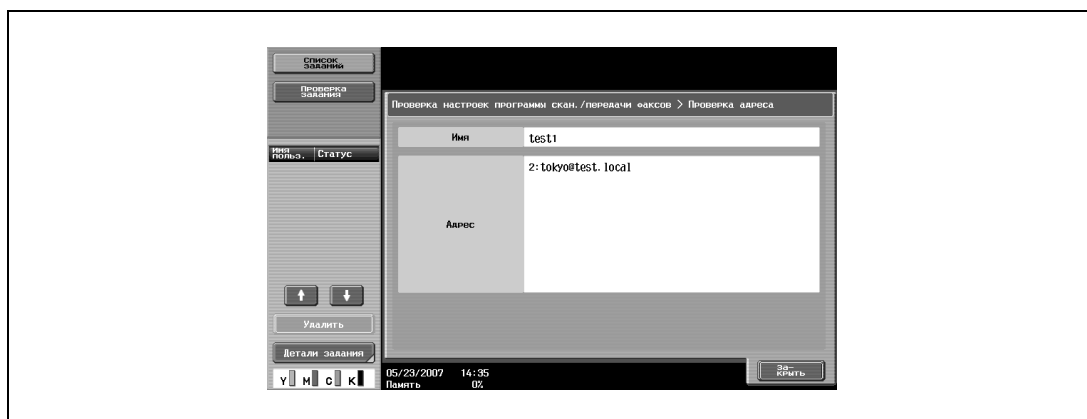 Список
заданий
Проверка
задания
Имя
польз.
Статус
Удалить
Детали задания
Y M C K
Проверка настроек программы скан./передачи факсов > Проверка адреса
Имя
test1
Адрес
2:tokyo@test.local
05/23/2007 14:35
Память 0%
За-
крыть